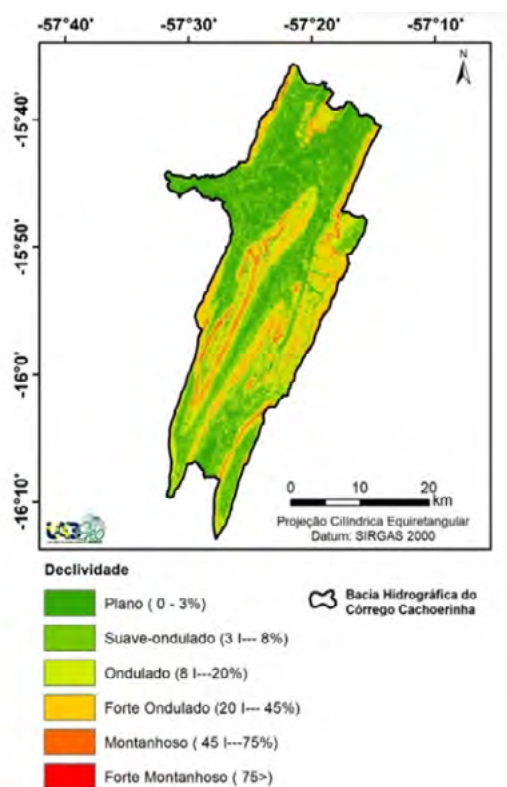 -57°40' -57°30' -57°20' -57°10'
N
-15°40'
-15°50'
-16°0'
-16°10'
0 10 20
km
Projeção Cilíndrica Equiretangular
Datum: SIRGAS 2000
Declividade
Plano ( 0 - 3%)
Suave-ondulado (3 I--- 8%)
Ondulado (8 I---20%)
Forte Ondulado (20 I--- 45%)
Montanhoso ( 45 I---75%)
Forte Montanhoso ( 75>)
Bacia Hidrográfica do
Córrego Cachoerinha